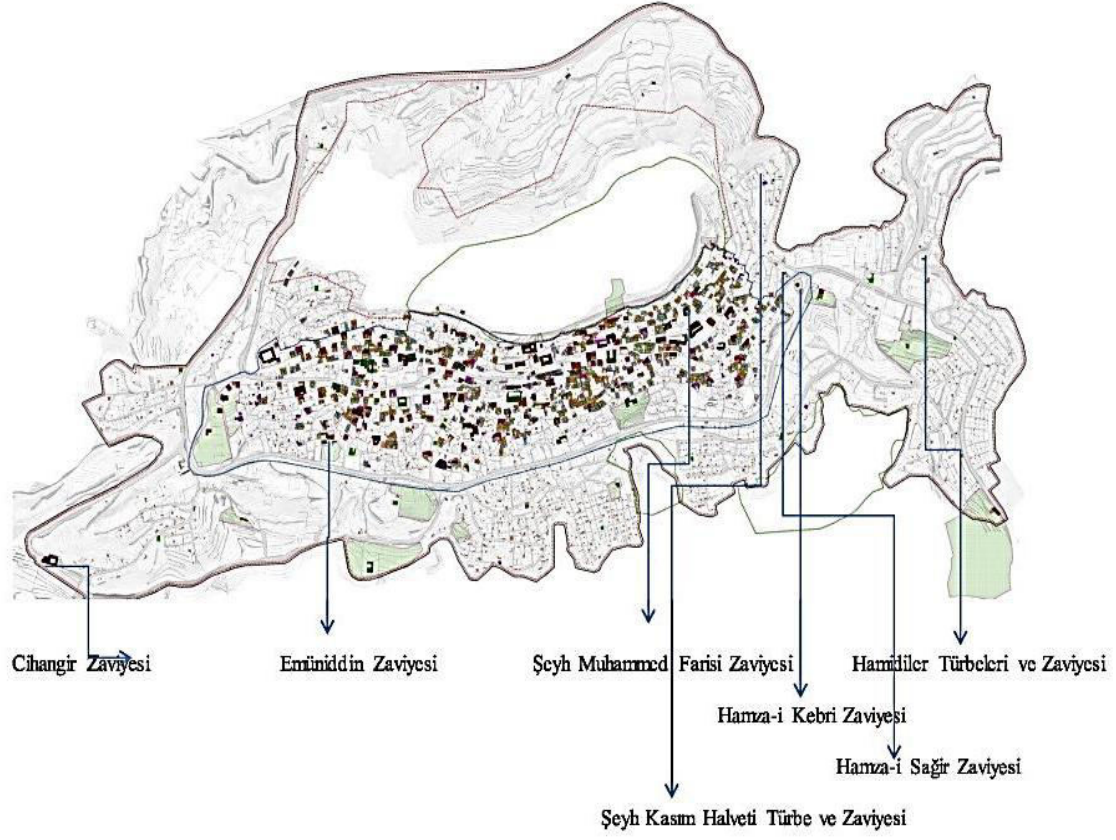 Cihangir Zaviyesi
Emüniddin Zaviyesi
Şeyh Muhammed Farisi Zaviyesi
Hamidiler Türbeleri ve Zaviyesi
Hamza-i Kebri Zaviyesi
Hamza-i Sağir Zaviyesi
Şeyh Kasım Halveti Türbe ve Zaviyesi